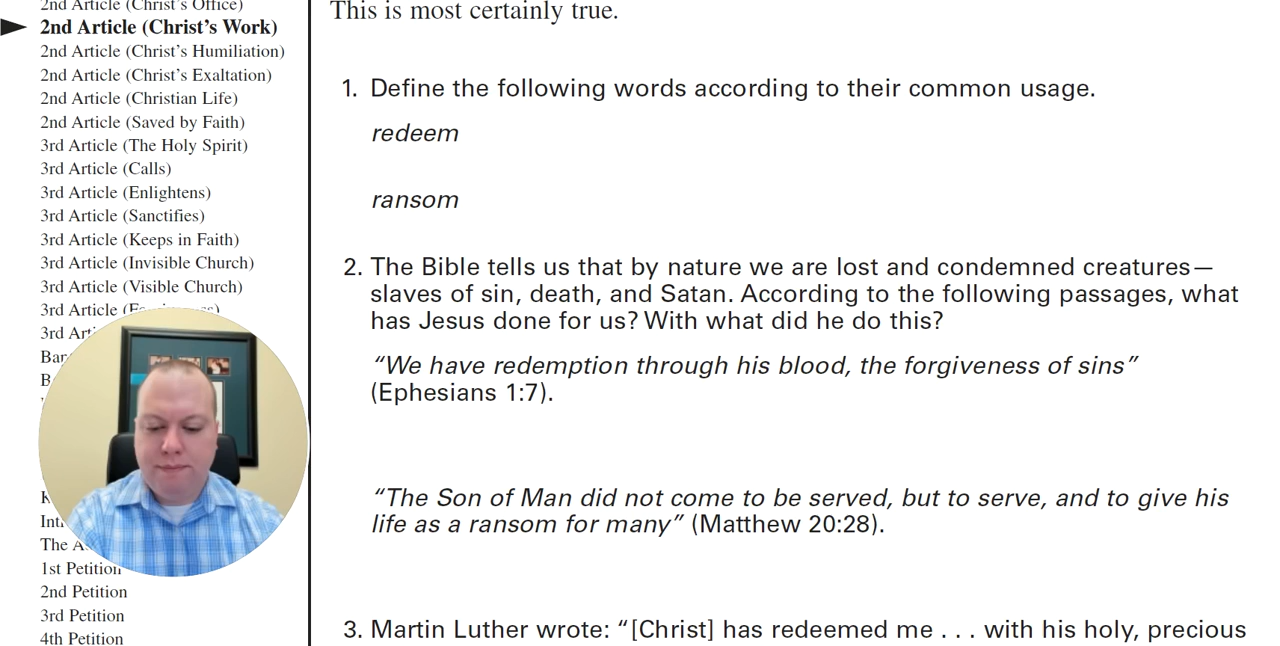 2nd Article (Christ's Office)
2nd Article (Christ's Work)
2nd Article (Christ's Humiliation)
2nd Article (Christ's Exaltation)
2nd Article (Christian Life)
2nd Article (Saved by Faith)
3rd Article (The Holy Spirit)
3rd Article (Calls)
3rd Article (Enlightens)
3rd Article (Sanctifies)
3rd Article (Keeps in Faith)
3rd Article (Invisible Church)
3rd Article (Visible Church)
3rd Article
3rd
1st Petition
2nd Petition
3rd Petition
4th Petition
This is most certainly true.
1. Define the following words according to their common usage.
redeem
ransom
2. The Bible tells us that by nature we are lost and condemned creatures—
slaves of sin, death, and Satan. According to the following passages, what
has Jesus done for us? With what did he do this?
“We have redemption through his blood, the forgiveness of sins”
(Ephesians 1:7).
“The Son of Man did not come to be served, but to serve, and to give his
life as a ransom for many” (Matthew 20:28).
3. Martin Luther wrote: “[Christ] has redeemed me . . . with his holy, precious